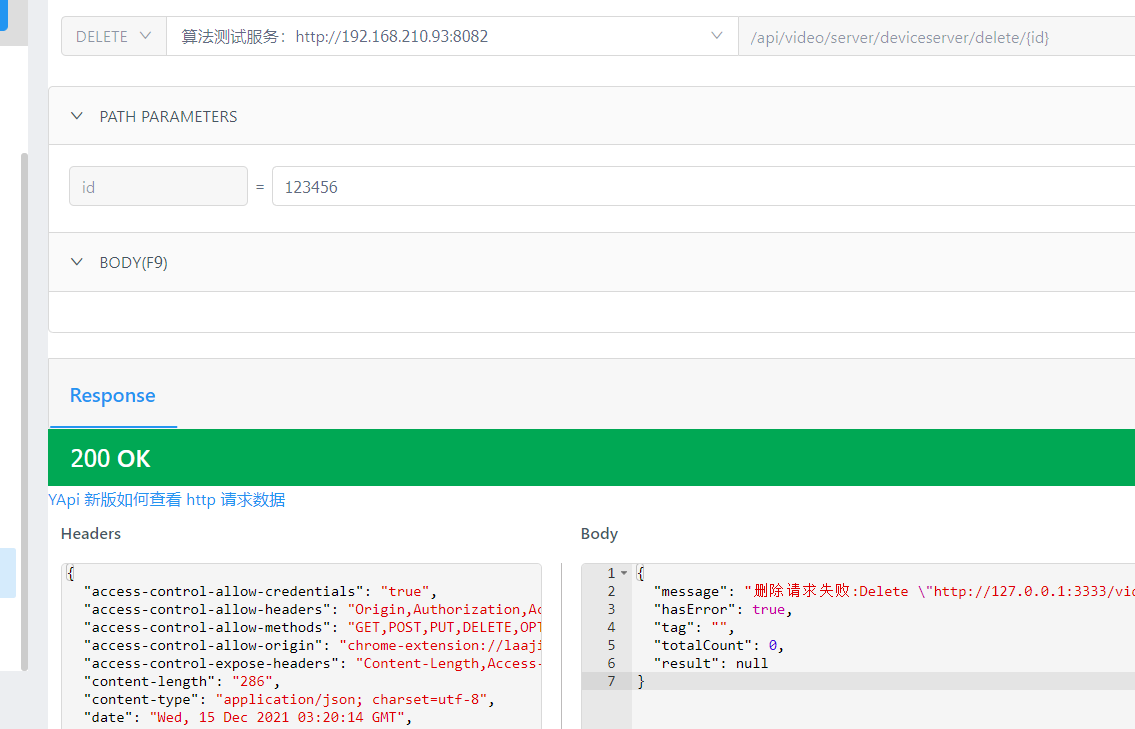 DELETE 算法测试服务：http://192.168.210.93:8082 /api/video/server/deviceserver/delete/{id}
PATH PARAMETERS
id = 123456
BODY(F9)
Response
200 OK
YApi 新版如何查看 http 请求数据
Headers
{
"access-control-allow-credentials": "true",
"access-control-allow-headers": "Origin,Authorization,Ac
"access-control-allow-methods": "GET,POST,PUT,DELETE,OPT
"access-control-allow-origin": "chrome-extension://laaji
"access-control-expose-headers": "Content-Length,Access-
"content-length": "286",
"content-type": "application/json; charset=utf-8",
"date": "Wed, 15 Dec 2021 03:20:14 GMT",
Body
1 {
2 "message": "删除请求失败:Delete \"http://127.0.0.1:3333/vid
3 "hasError": true,
4 "tag": "",
5 "totalCount": 0,
6 "result": null
7 }